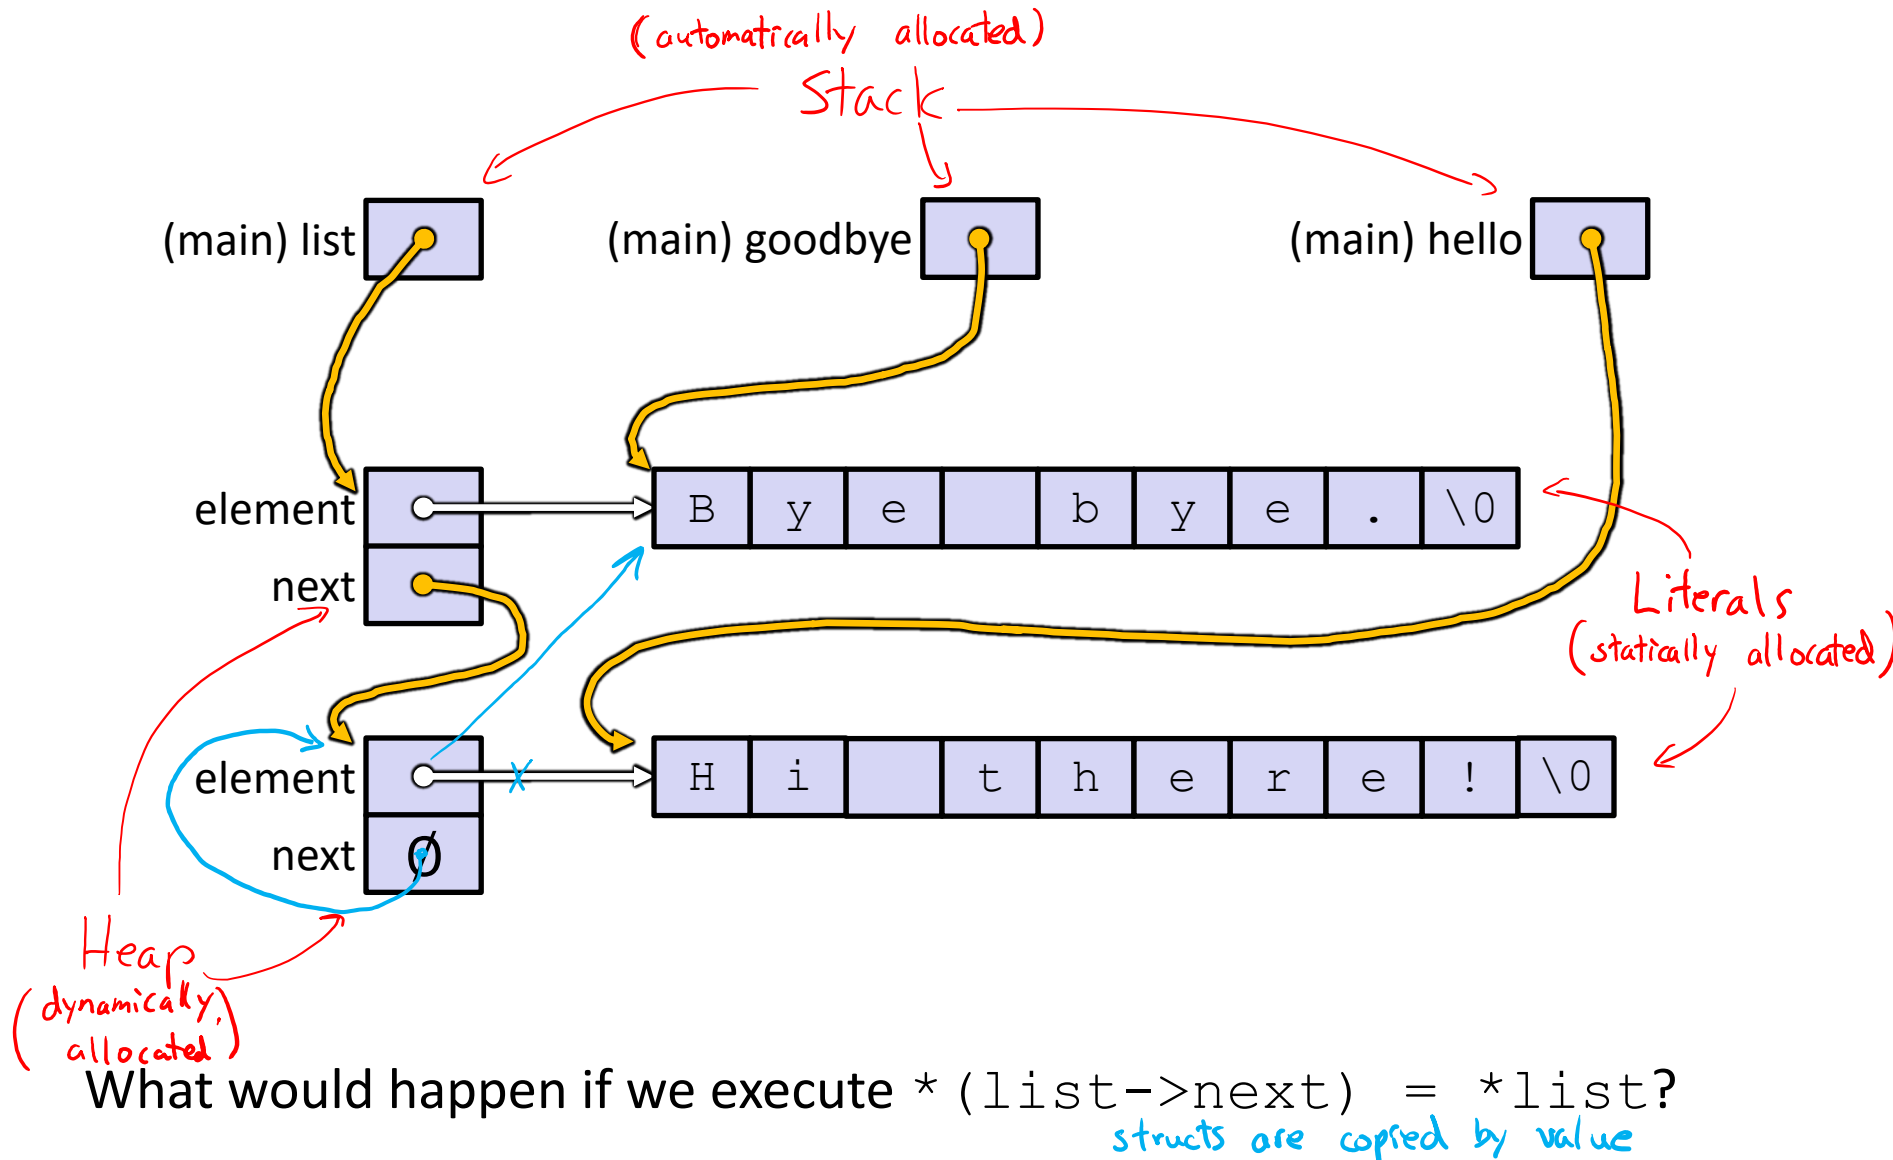 (automatically allocated)
Stack
(main) list
(main) goodbye
(main) hello
element
B y e   b y e . \0
next
Literals
(statically allocated)
element
H i   t h e r e ! \0
next Ø
Heap
(dynamically
allocated)
What would happen if we execute *(list->next) = *list?
structs are copied by value